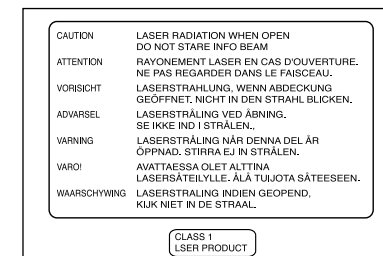 CAUTION LASER RADIATION WHEN OPEN
DO NOT STARE INFO BEAM
ATTENTION RAYONEMENT LASER EN CAS D'OUVERTURE.
NE PAS REGARDER DANS LE FAISCEAU.
VORISICHT LASERSTRAHLUNG, WENN ABDECKUNG
GEÖFFNET. NICHT IN DEN STRAHL BLICKEN.
ADVARSEL LASERSTRÅLING VED ÅBNING.
SE IKKE IND I STRÅLEN.,
VARNING LASERSTRÅLING NÅR DENNA DEL ÄR
ÖPPNAD. STIRRA EJ IN STRÅLEN.
VARO! AVATTAESSA OLET ALTTINA
LASERSÄTEILYLLE. ÄLÄ TUIJOTA SÄTEESEEN.
WAARSCHYWING LASERSTRALING INDIEN GEOPEND,
KIJK NIET IN DE STRAAL.
CLASS 1
LSER PRODUCT